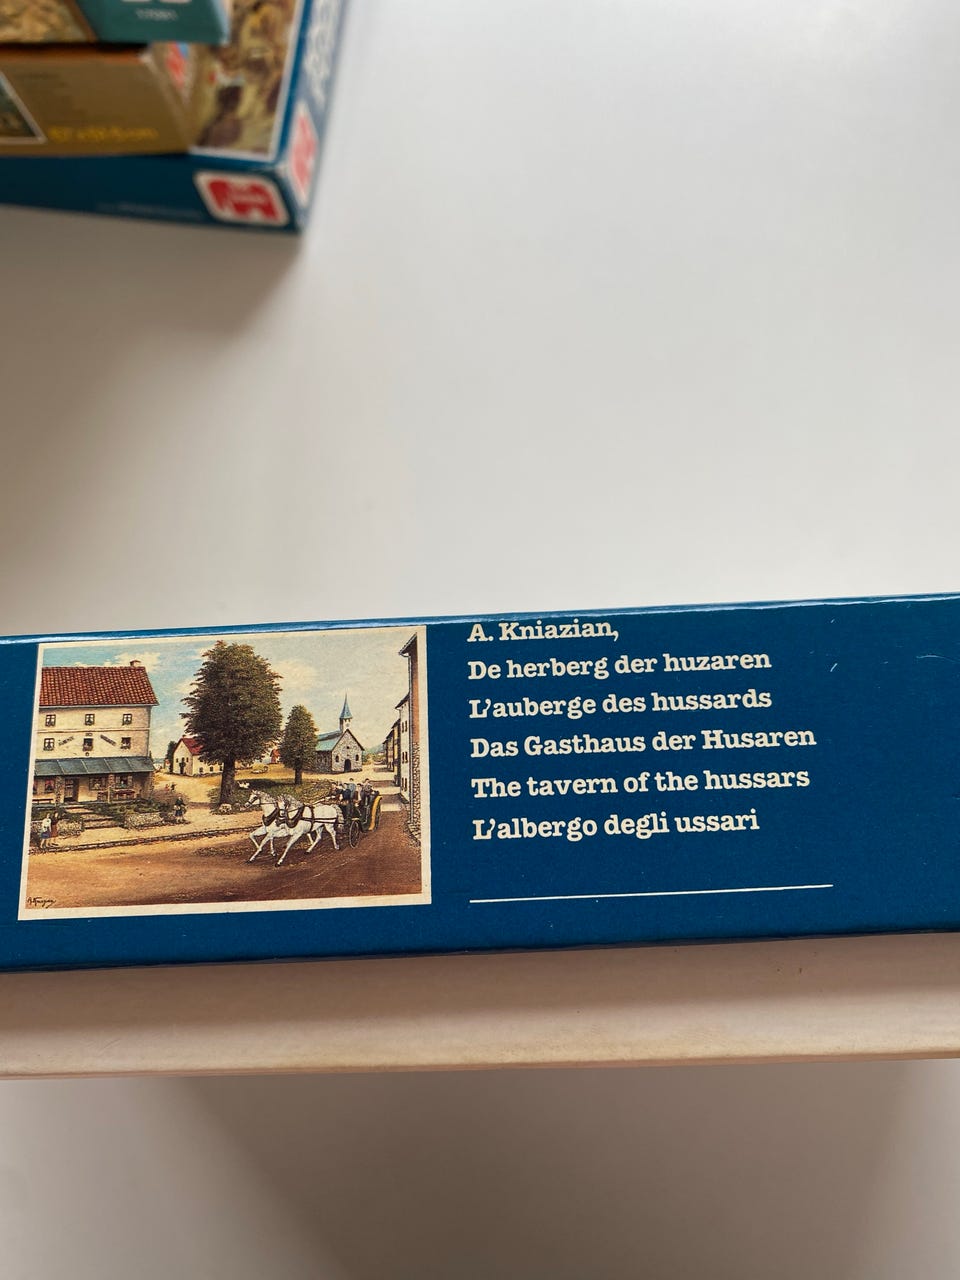 A. Kniazian,
De herberg der huzaren
L'auberge des hussards
Das Gasthaus der Husaren
The tavern of the hussars
L'albergo degli ussari